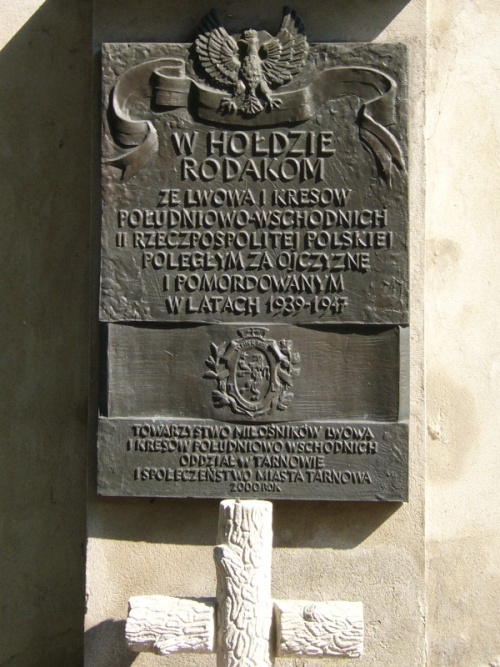 W HOŁDZIE
RODAKOM
ZE LWOWA I KRESÓW
POŁUDNIOWO-WSCHODNICH
II RZECZPOSPOLITEJ POLSKIEJ
POLEGŁYM ZA OJCZYZNĘ
I POMORDOWANYM
W LATACH 1939-1947
TOWARZYSTWO MIŁOŚNIKÓW LWOWA
I KRESÓW POŁUDNIOWO WSCHODNICH
ODDZIAŁ W TARNOWIE
I SPOŁECZEŃSTWO MIASTA TARNOWA
2000 ROK